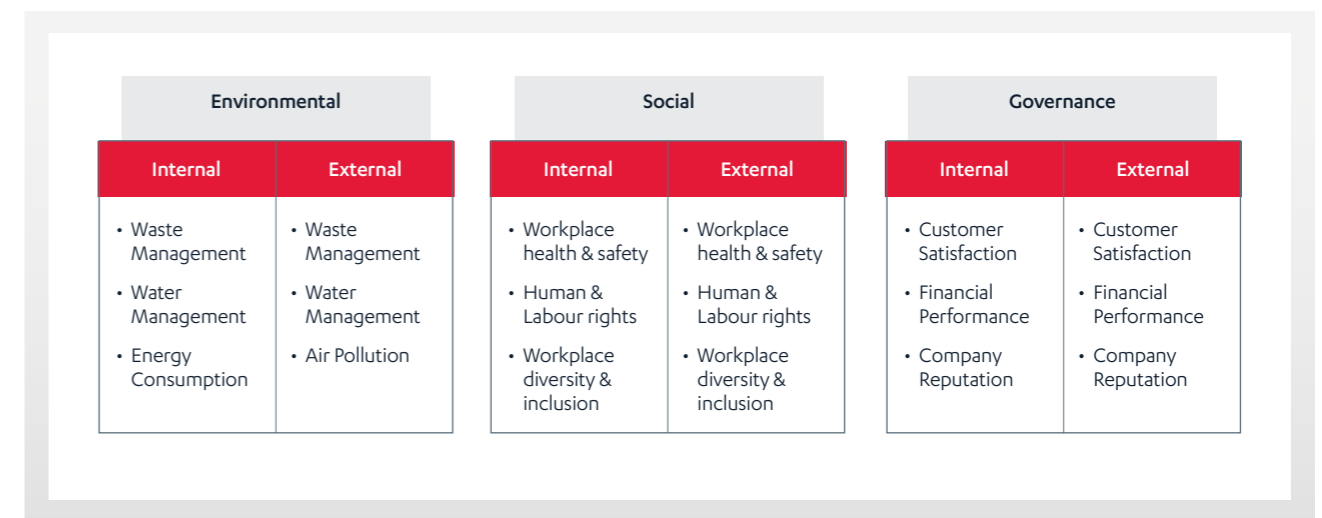 Environmental
Internal
External
• Waste
Management
• Water
Management
• Energy
Consumption
• Waste
Management
• Water
Management
• Air Pollution
Social
Internal
External
• Workplace
health & safety
• Human &
Labour rights
• Workplace
diversity &
inclusion
• Workplace
health & safety
• Human &
Labour rights
• Workplace
diversity &
inclusion
Governance
Internal
External
• Customer
Satisfaction
• Financial
Performance
• Company
Reputation
• Customer
Satisfaction
• Financial
Performance
• Company
Reputation